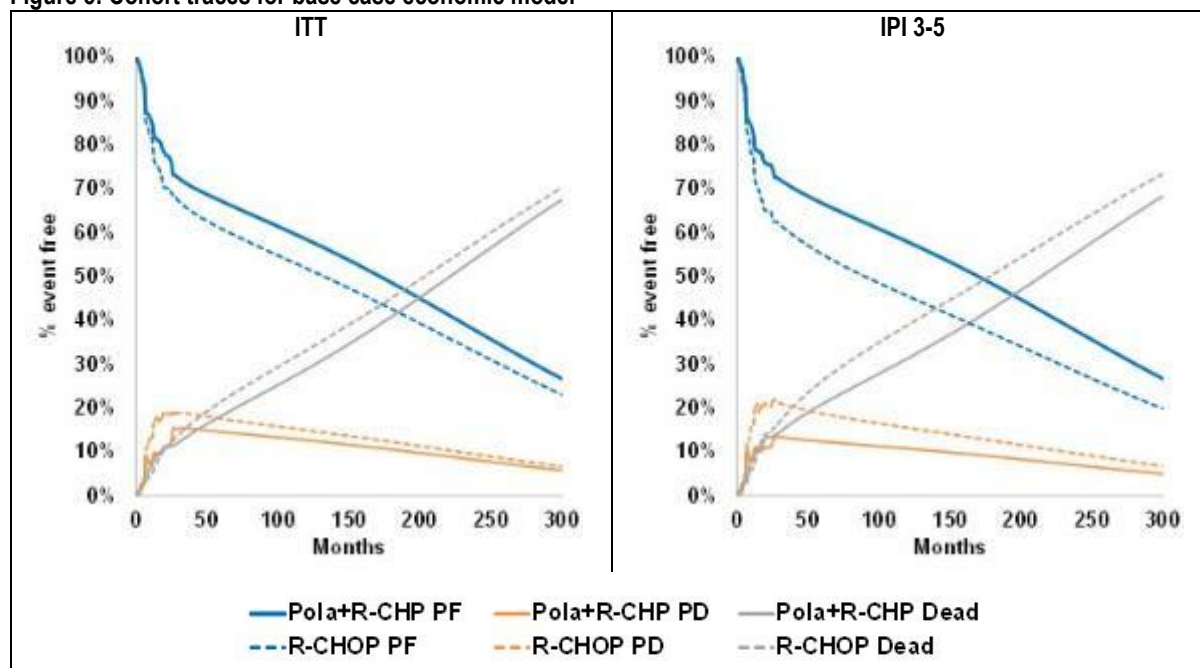 Cohort traces for base case economic model
ITT
100%
90%
80%
70%
60%
50%
40%
30%
20%
10%
0%
% event free
0 50 100 150 200 250 300
Months
IPI 3-5
100%
90%
80%
70%
60%
50%
40%
30%
20%
10%
0%
% event free
0 50 100 150 200 250 300
Months
Pola+R-CHP PF Pola+R-CHP PD Pola+R-CHP Dead
R-CHOP PF R-CHOP PD R-CHOP Dead